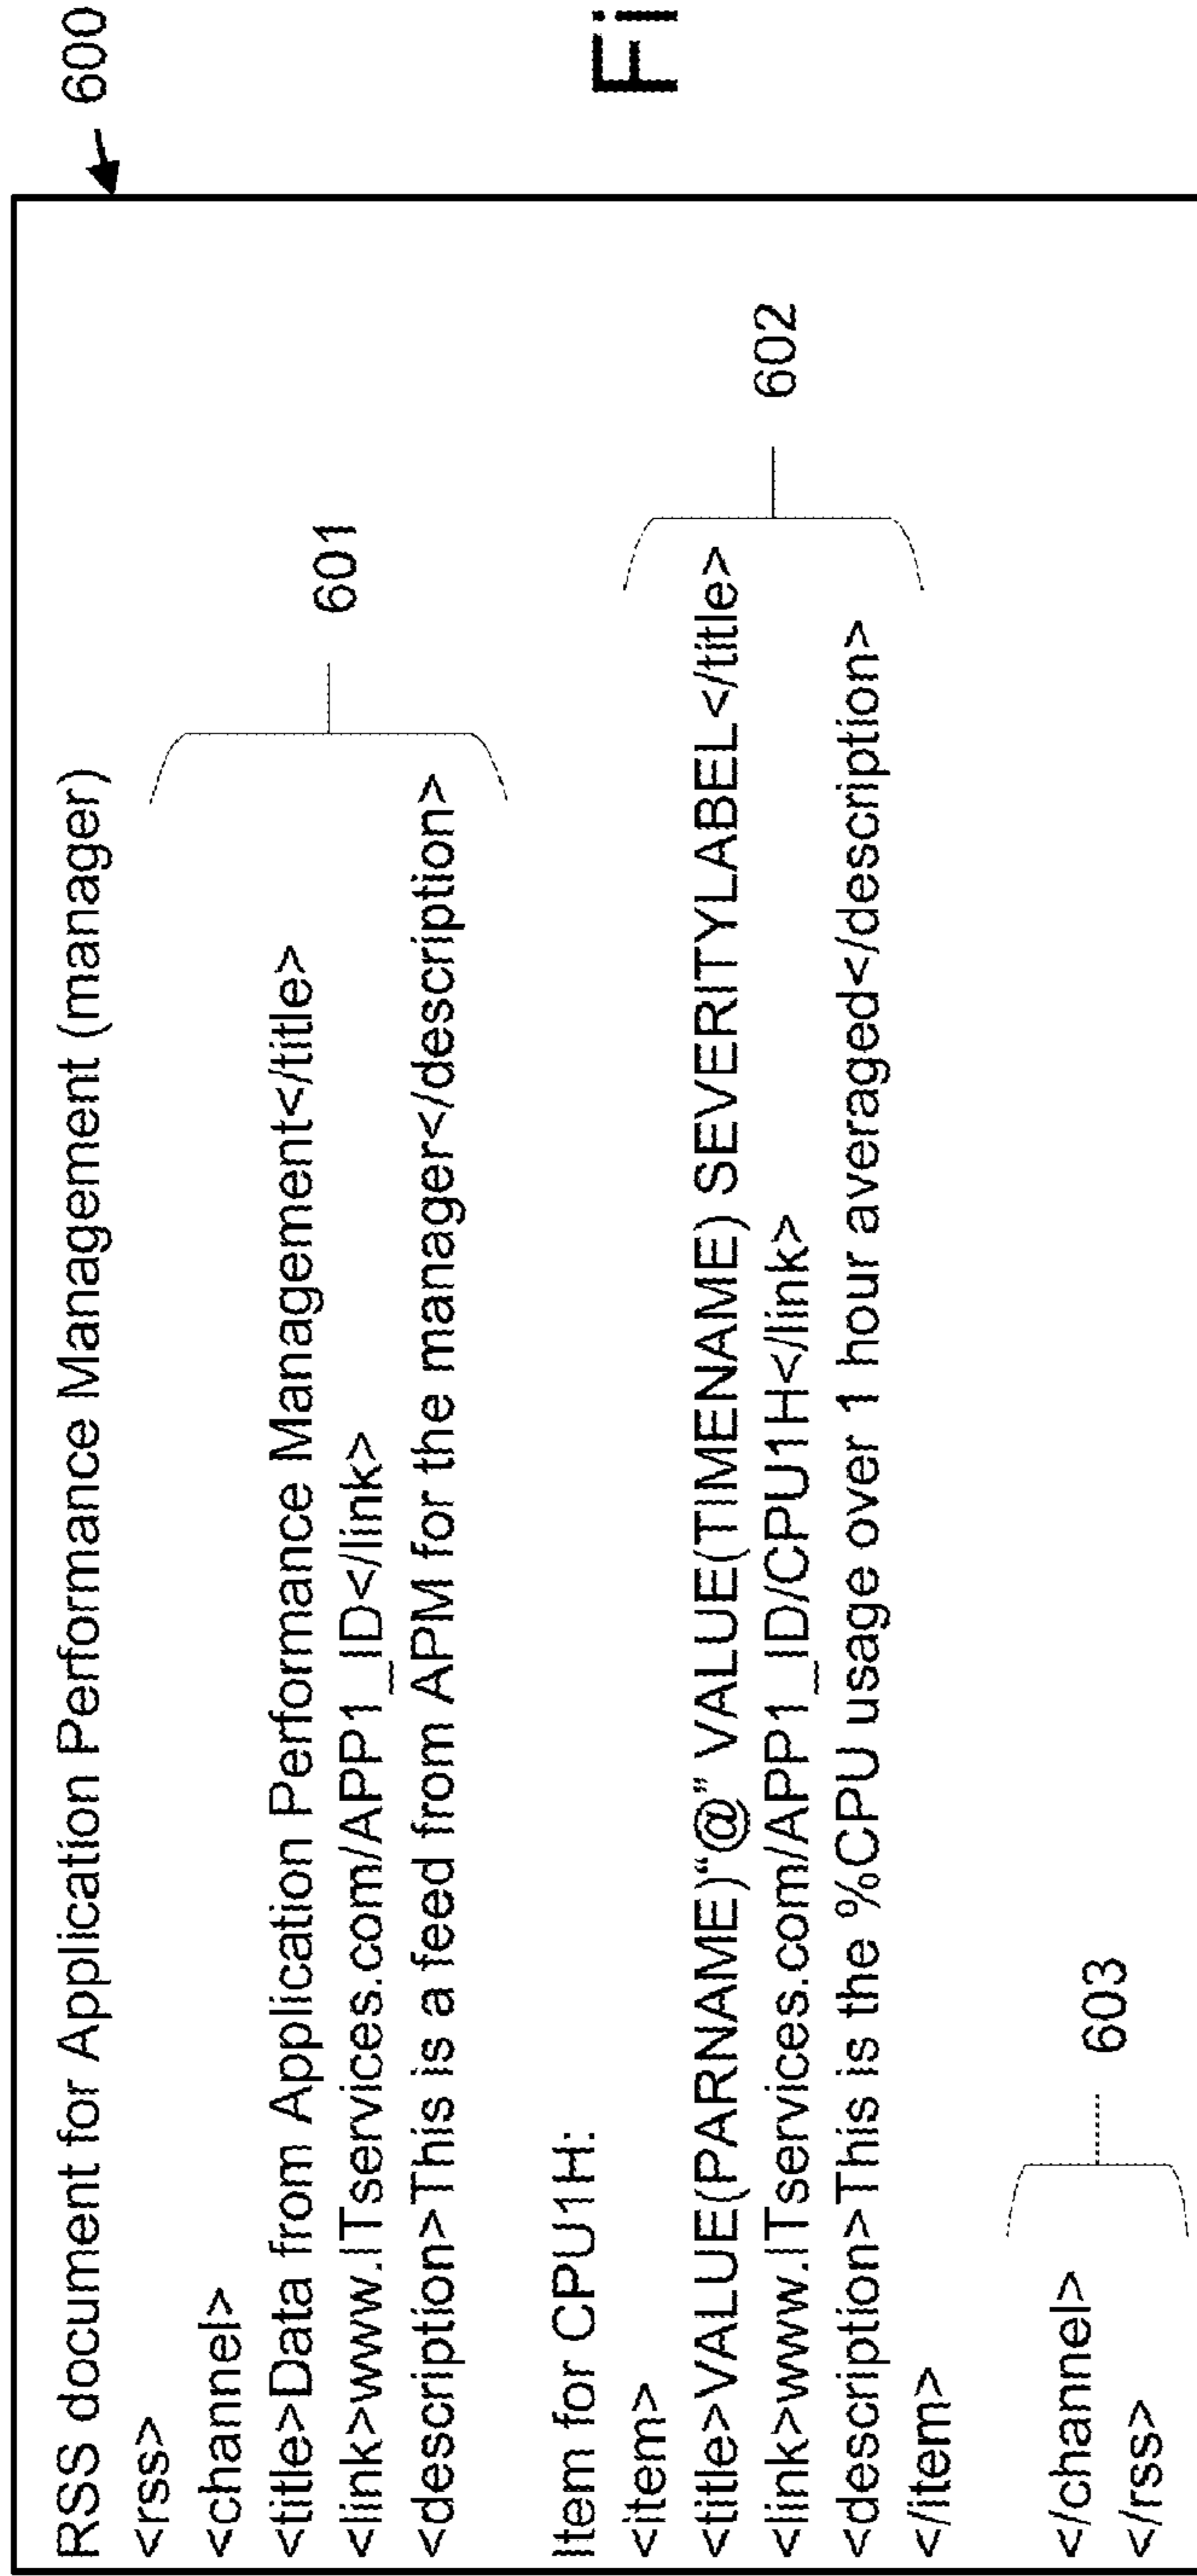 600
RSS document for Application Performance Management (manager)
<rss>
<channel>
<title>Data from Application Performance Management</title>
<link>www.ITservices.com/APP1_ID</link>
<description>This is a feed from APM for the manager</description>
601
Item for CPU1H:
<item>
<title>VALUE(PARNAME)“@” VALUE(TIMENAME) SEVERITYLABEL</title>
<link>www.ITservices.com/APP1_ID/CPU1H</link>
<description>This is the %CPU usage over 1 hour averaged</description>
</item>
602
</channel>
</rss>
603
Fi